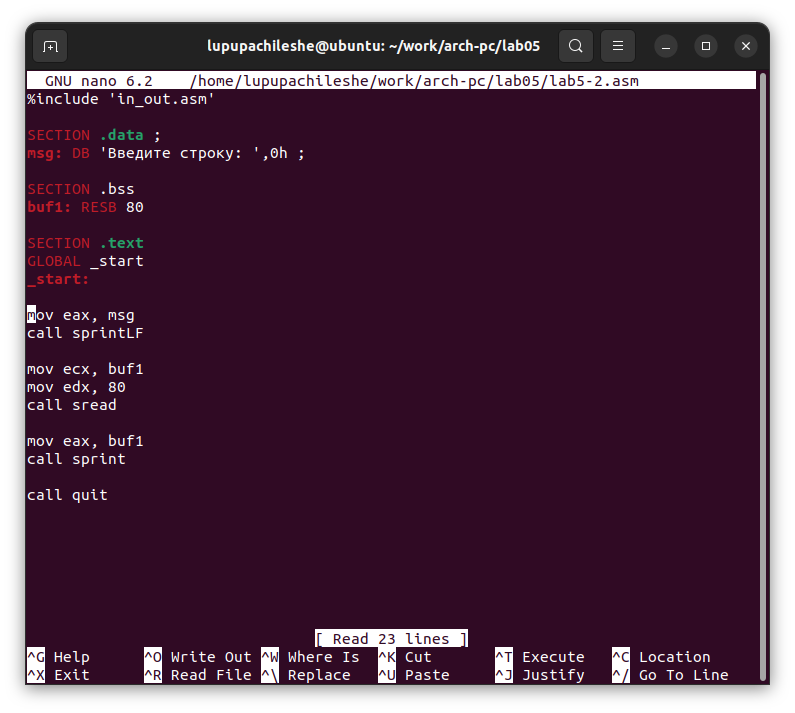 lupupachileshe@ubuntu: ~/work/arch-pc/lab05
GNU nano 6.2 /home/lupupachileshe/work/arch-pc/lab05/lab5-2.asm
%include 'in_out.asm'
SECTION .data ;
msg: DB 'Введите строку: ',0h ;
SECTION .bss
buf1: RESB 80
SECTION .text
GLOBAL _start
_start:
mov eax, msg
call sprintLF
mov ecx, buf1
mov edx, 80
call sread
mov eax, buf1
call sprint
call quit
[ Read 23 lines ]
^G Help ^O Write Out ^W Where Is ^K Cut ^T Execute ^C Location
^X Exit ^R Read File ^\ Replace ^U Paste ^J Justify ^/ Go To Line